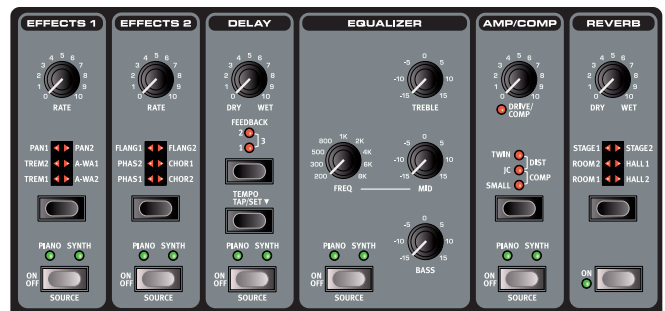 EFFECTS 1
0 1 2 3 4 5 6 7 8 9 10
RATE
PAN1 PAN2
TREM2 A-WA1
TREM1 A-WA2
PIANO SYNTH
ON
OFF
SOURCE
EFFECTS 2
0 1 2 3 4 5 6 7 8 9 10
RATE
FLANG1 FLANG2
PHAS2 CHOR1
PHAS1 CHOR2
PIANO SYNTH
ON
OFF
SOURCE
DELAY
0 1 2 3 4 5 6 7 8 9 10
DRY WET
FEEDBACK
2
3
1
TEMPO
TAP/SET ▼
PIANO SYNTH
ON
OFF
SOURCE
EQUALIZER
-15 -10 -5 0 5 10 15
TREBLE
200 300 500 800 1K 2K 4K 6K 8K
FREQ
-15 -10 -5 0 5 10 15
MID
-15 -10 -5 0 5 10 15
BASS
PIANO SYNTH
ON
OFF
SOURCE
AMP/COMP
0 1 2 3 4 5 6 7 8 9 10
DRIVE/
COMP
TWIN
DIST
JC
COMP
SMALL
PIANO SYNTH
ON
OFF
SOURCE
REVERB
0 1 2 3 4 5 6 7 8 9 10
DRY WET
STAGE1 STAGE2
ROOM2 HALL1
ROOM1 HALL2
ON